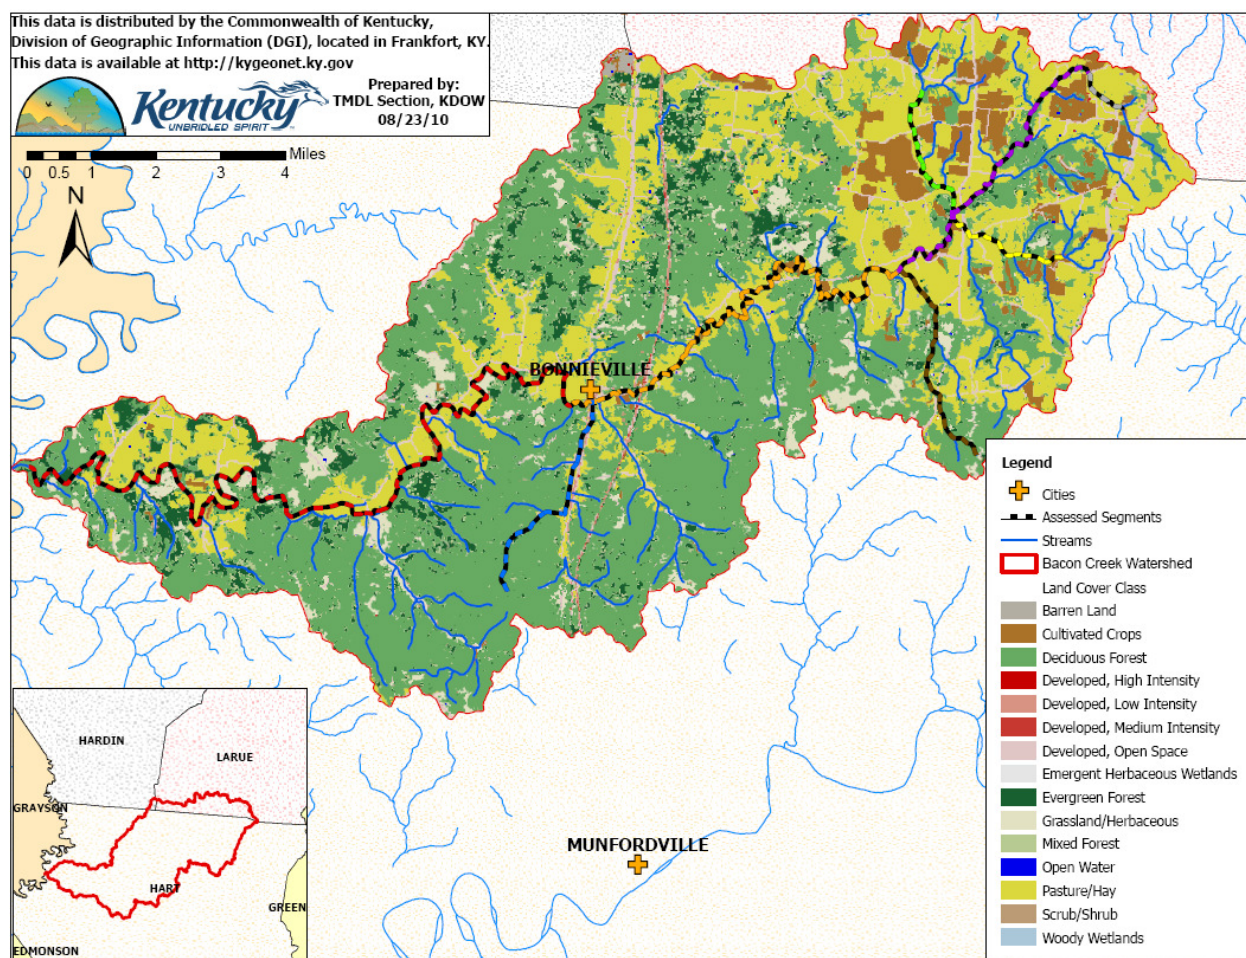 This data is distributed by the Commonwealth of Kentucky,
Division of Geographic Information (DGI), located in Frankfort, KY.
This data is available at http://kygeonet.ky.gov
Prepared by:
TMDL Section, KDOW
08/23/10
Kentucky
UNBRIDLED SPIRIT
Miles
0 0.5 1 2 3 4
N
BONNIEVILLE
MUNFORDVILLE
Legend
Cities
Assessed Segments
Streams
Bacon Creek Watershed
Land Cover Class
Barren Land
Cultivated Crops
Deciduous Forest
Developed, High Intensity
Developed, Low Intensity
Developed, Medium Intensity
Developed, Open Space
Emergent Herbaceous Wetlands
Evergreen Forest
Grassland/Herbaceous
Mixed Forest
Open Water
Pasture/Hay
Scrub/Shrub
Woody Wetlands
HARDIN
LARUE
GRAYSON
HART
GREEN
EDMONSON